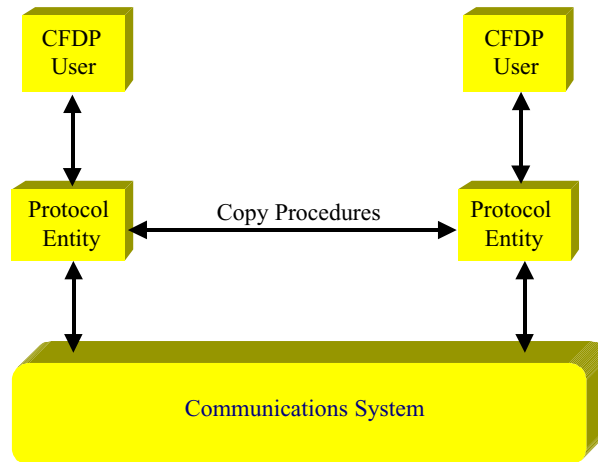 CFDP
User
CFDP
User
Protocol
Entity
Copy Procedures
Protocol
Entity
Communications System